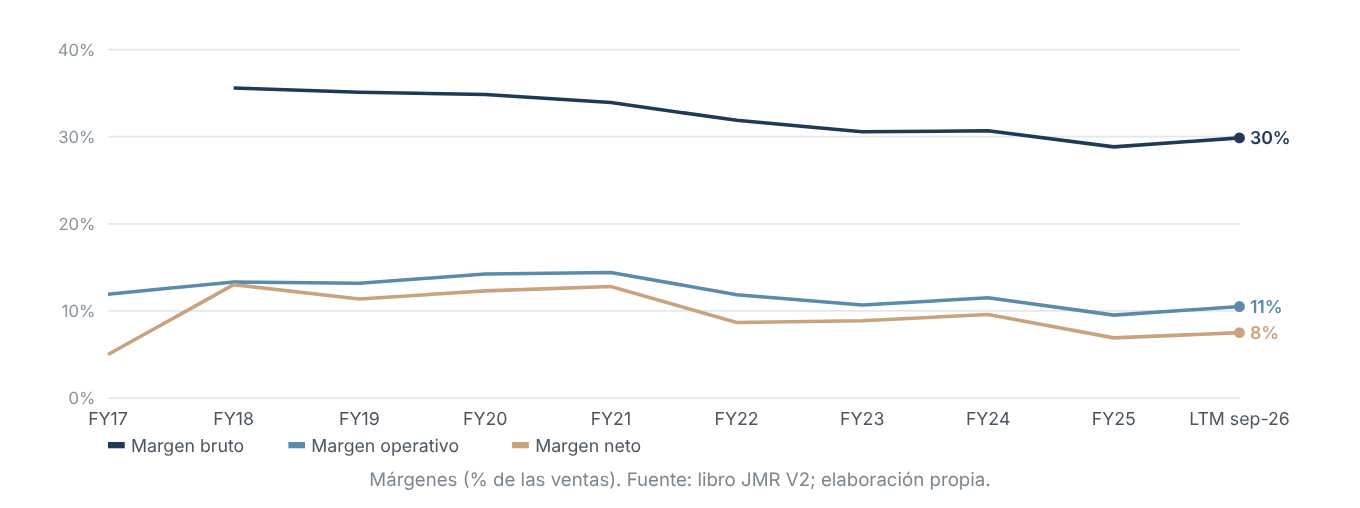 40%
30%
30%
20%
10%
11%
8%
0%
FY17 FY18 FY19 FY20 FY21 FY22 FY23 FY24 FY25 LTM sep-26
Margen bruto Margen operativo Margen neto
Márgenes (% de las ventas). Fuente: libro JMR V2; elaboración propia.